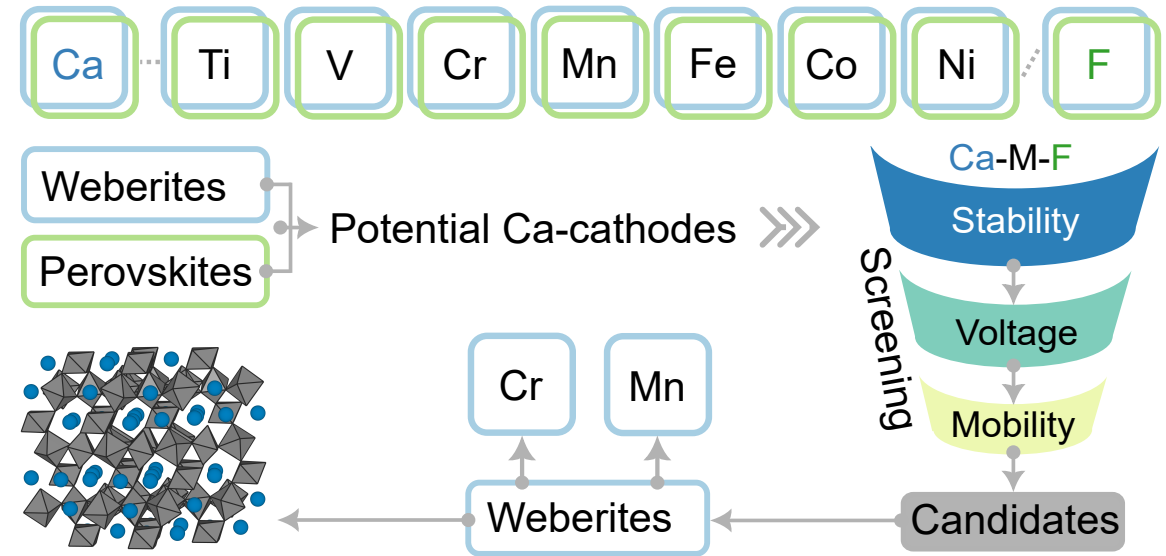 Ca Ti V Cr Mn Fe Co Ni F
Weberites
Perovskites
Potential Ca-cathodes
Ca-M-F
Stability
Voltage
Mobility
Screening
Candidates
Cr Mn
Weberites